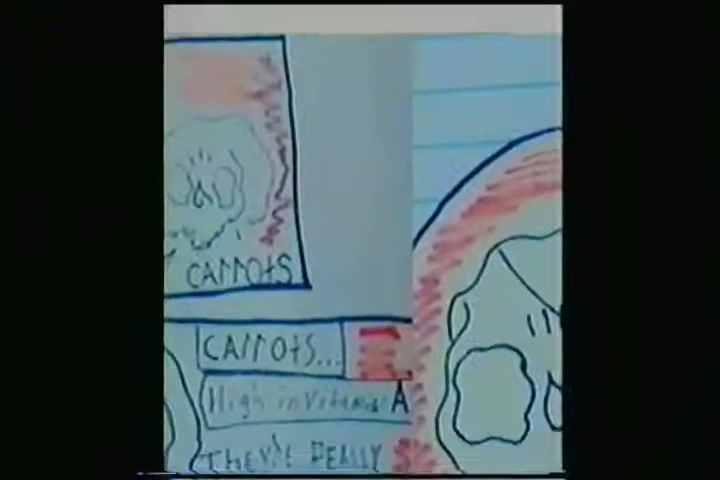 CARROTS
CARROTS...
High in Vitamin A
THEY'RE REALLY